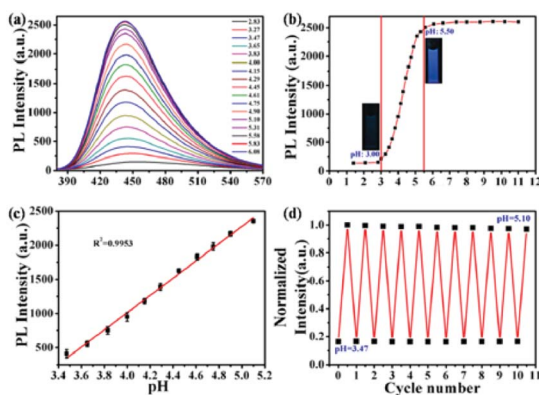 (a)
PL Intensity (a.u.)
2500
2000
1500
1000
500
0
390 420 450 480 510 540 570
2.83
3.27
3.47
3.65
3.83
4.00
4.15
4.29
4.45
4.61
4.75
4.90
5.10
5.31
5.50
5.83
6.00
(b)
PL Intensity (a.u.)
2500
2000
1500
1000
500
0
pH: 5.50
pH: 3.00
0 1 2 3 4 5 6 7 8 9 10 11 12
(c)
PL Intensity (a.u.)
2500
2000
1500
1000
500
R²=0.9953
3.4 3.6 3.8 4.0 4.2 4.4 4.6 4.8 5.0 5.2
pH
(d)
Normalized
Intensity(a.u.)
1.0
0.8
0.6
0.4
0.2
pH=5.10
pH=3.47
0 1 2 3 4 5 6 7 8 9 10 11
Cycle number